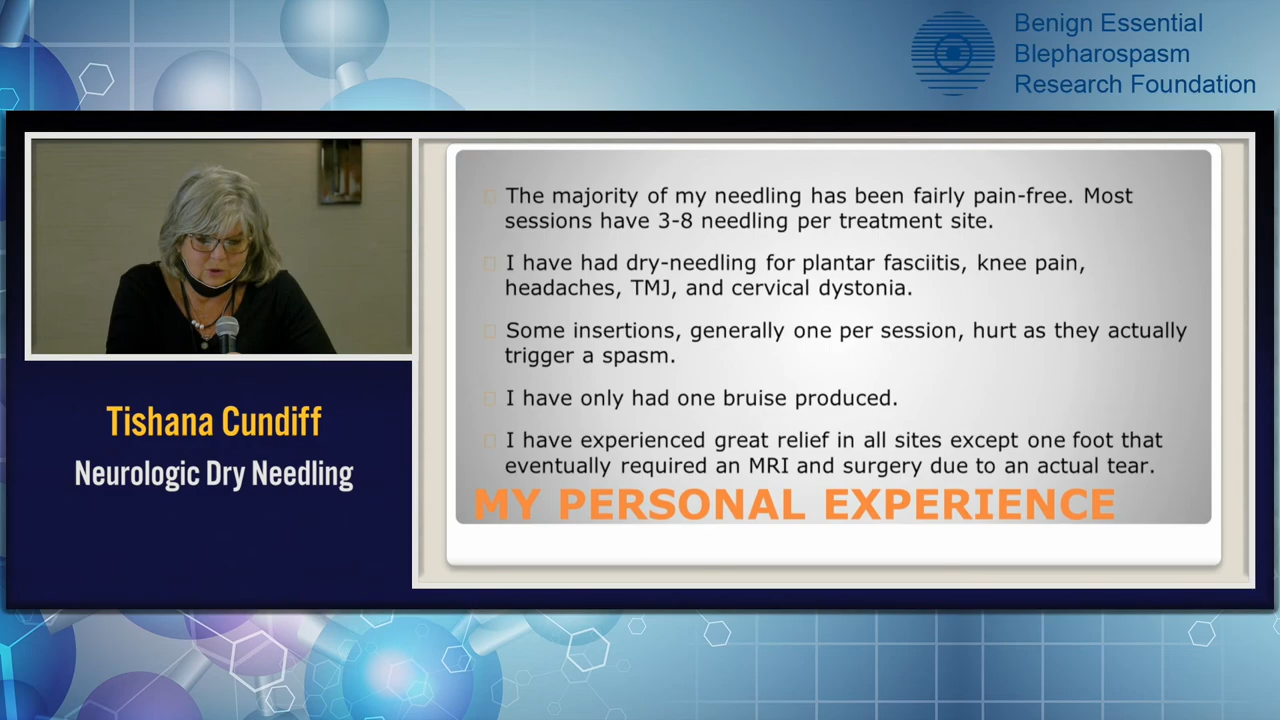 Benign Essential
Blepharospasm
Research Foundation
The majority of my needling has been fairly pain-free. Most
sessions have 3-8 needling per treatment site.
I have had dry-needling for plantar fasciitis, knee pain,
headaches, TMJ, and cervical dystonia.
Some insertions, generally one per session, hurt as they actually
trigger a spasm.
I have only had one bruise produced.
I have experienced great relief in all sites except one foot that
eventually required an MRI and surgery due to an actual tear.
MY PERSONAL EXPERIENCE
Tishana Cundiff
Neurologic Dry Needling